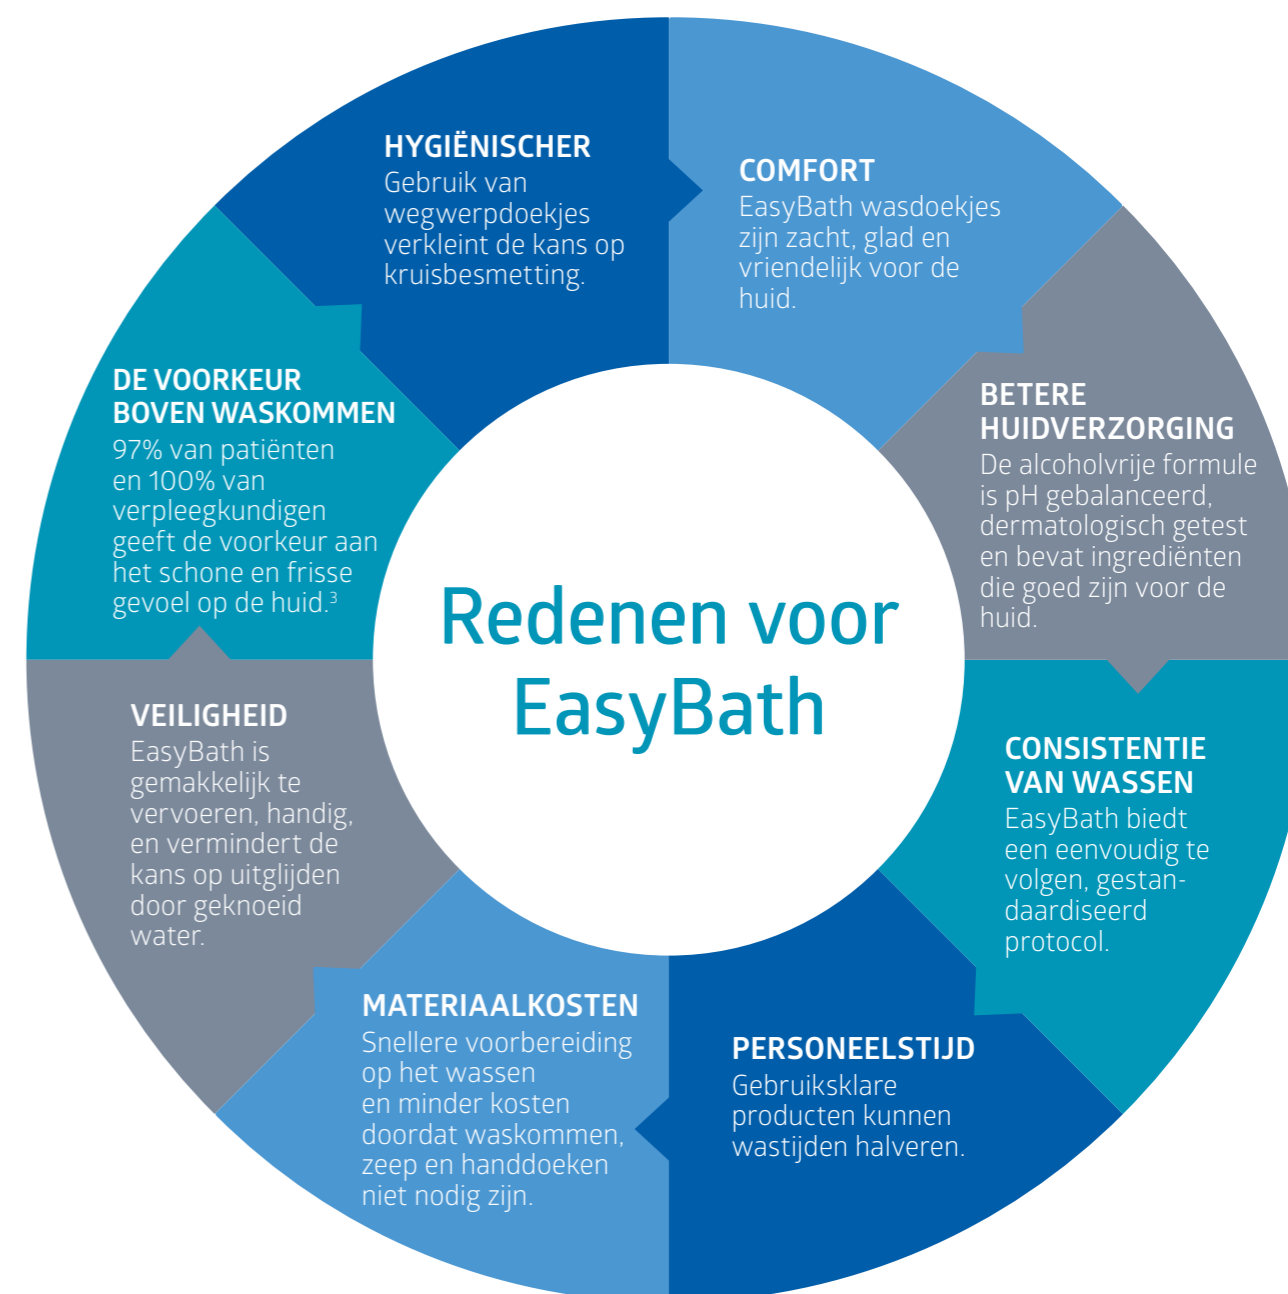 HYGIËNISCHER
Gebruik van
wegwerpdoekjes
verkleint de kans op
kruisbesmetting.
COMFORT
EasyBath wasdoekjes
zijn zacht, glad en
vriendelijk voor de
huid.
BETERE
HUIDVERZORGING
De alcoholvrije formule
is pH gebalanceerd,
dermatologisch getest
en bevat ingrediënten
die goed zijn voor de
huid.
CONSISTENTIE
VAN WASSEN
EasyBath biedt
een eenvoudig te
volgen, gestan-
daardiseerd
protocol.
PERSONEELSTIJD
Gebruiksklare
producten kunnen
wastijden halveren.
MATERIAALKOSTEN
Snellere voorbereiding
op het wassen
en minder kosten
doordat waskommen,
zeep en handdoeken
niet nodig zijn.
VEILIGHEID
EasyBath is
gemakkelijk te
vervoeren, handig,
en vermindert de
kans op uitglijden
door geknoeid
water.
DE VOORKEUR
BOVEN WASKOMMEN
97% van patiënten
en 100% van
verpleegkundigen
geeft de voorkeur aan
het schone en frisse
gevoel op de huid.³
Redenen voor
EasyBath